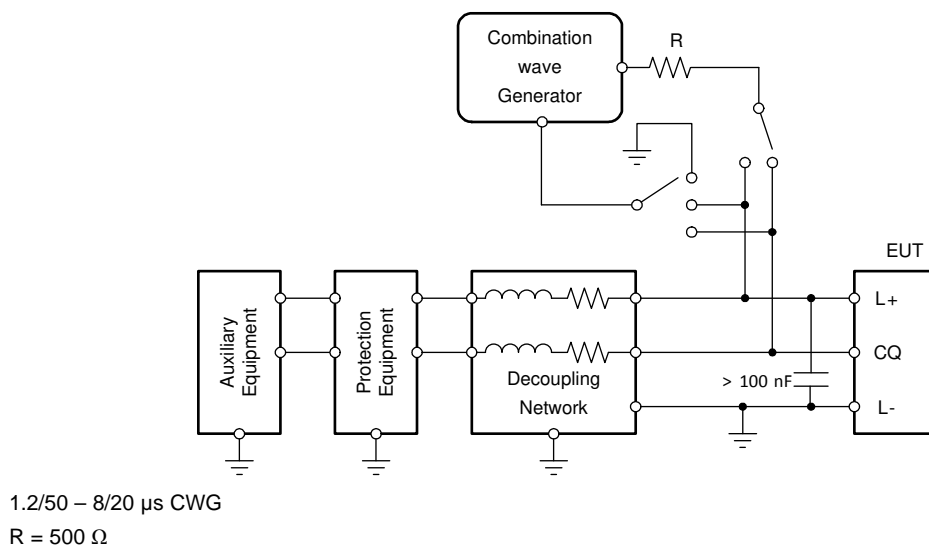 Combination
wave
Generator
R
EUT
L+
CQ
L-
> 100 nF
Auxiliary
Equipment
Protection
Equipment
Decoupling
Network
1.2/50 – 8/20 µs CWG
R = 500 Ω